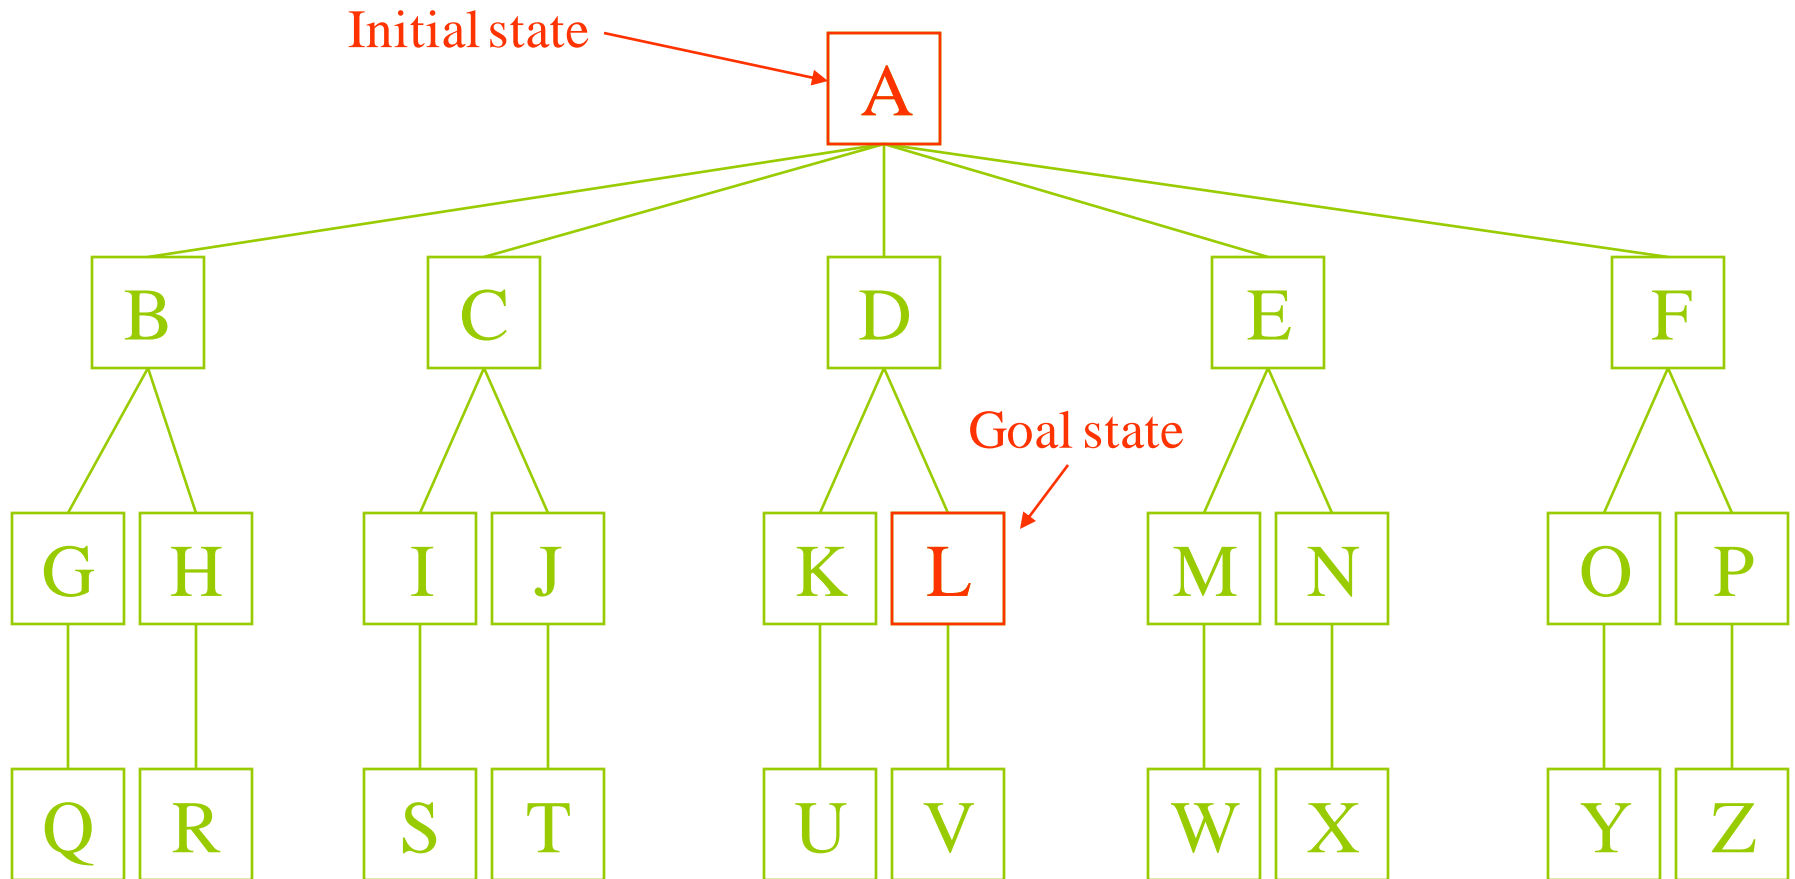 Initial state
A
B C D E F
Goal state
G H I J K L M N O P
Q R S T U V W X Y Z